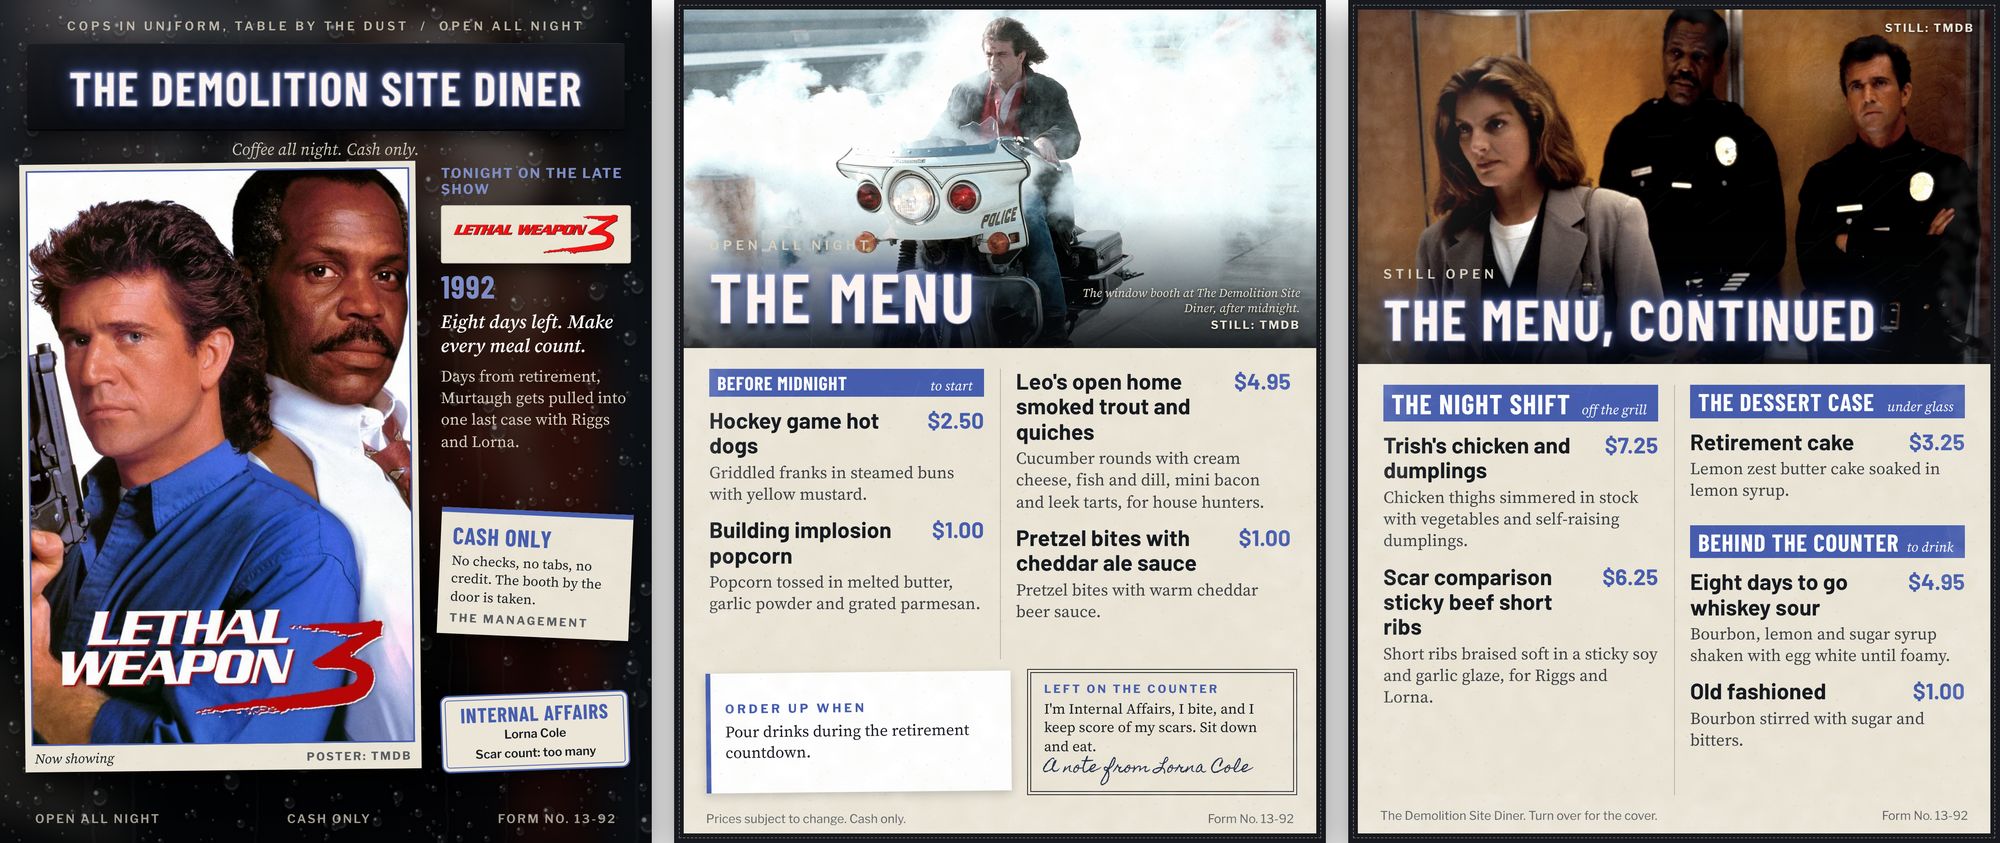 COPS IN UNIFORM, TABLE BY THE DUST / OPEN ALL NIGHT
THE DEMOLITION SITE DINER
Coffee all night. Cash only.
LETHAL
WEAPON 3
Now showing
POSTER: TMDB
TONIGHT ON THE LATE
SHOW
LETHAL WEAPON 3
1992
Eight days left. Make
every meal count.
Days from retirement,
Murtaugh gets pulled into
one last case with Riggs
and Lorna.
CASH ONLY
No checks, no tabs, no
credit. The booth by the
door is taken.
THE MANAGEMENT
INTERNAL AFFAIRS
Lorna Cole
Scar count: too many
OPEN ALL NIGHT
CASH ONLY
FORM NO. 13-92
POLICE
OPEN ALL NIGHT
THE MENU
The window booth at The Demolition Site
Diner, after midnight.
STILL: TMDB
BEFORE MIDNIGHT to start
Hockey game hot $2.50
dogs
Griddled franks in steamed buns
with yellow mustard.
Building implosion $1.00
popcorn
Popcorn tossed in melted butter,
garlic powder and grated parmesan.
Leo's open home $4.95
smoked trout and
quiches
Cucumber rounds with cream
cheese, fish and dill, mini bacon
and leek tarts, for house hunters.
Pretzel bites with $1.00
cheddar ale sauce
Pretzel bites with warm cheddar
beer sauce.
ORDER UP WHEN
Pour drinks during the retirement
countdown.
LEFT ON THE COUNTER
I'm Internal Affairs, I bite, and I
keep score of my scars. Sit down
and eat.
A note from Lorna Cole
Prices subject to change. Cash only.
Form No. 13-92
STILL: TMDB
STILL OPEN
THE MENU, CONTINUED
THE NIGHT SHIFT off the grill
Trish's chicken and $7.25
dumplings
Chicken thighs simmered in stock
with vegetables and self-raising
dumplings.
Scar comparison $6.25
sticky beef short
ribs
Short ribs braised soft in a sticky soy
and garlic glaze, for Riggs and
Lorna.
THE DESSERT CASE under glass
Retirement cake $3.25
Lemon zest butter cake soaked in
lemon syrup.
BEHIND THE COUNTER to drink
Eight days to go $4.95
whiskey sour
Bourbon, lemon and sugar syrup
shaken with egg white until foamy.
Old fashioned $1.00
Bourbon stirred with sugar and
bitters.
The Demolition Site Diner. Turn over for the cover.
Form No. 13-92